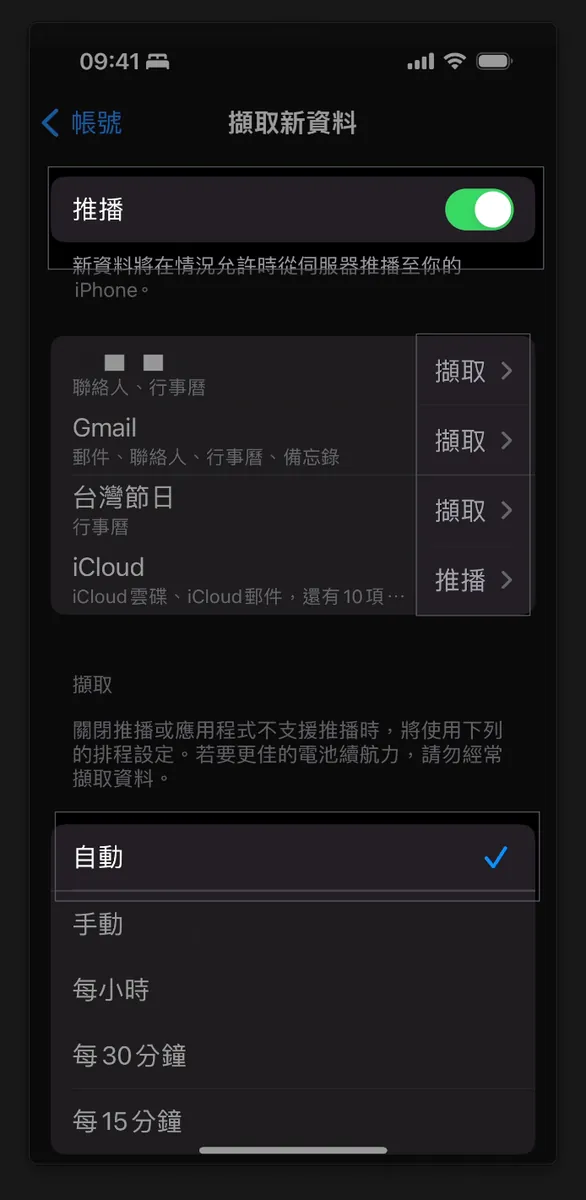 09:41
帳號
擷取新資料
推播
新資料將在情況允許時從伺服器推播至你的
iPhone。
擷取
聯絡人、行事曆
Gmail
擷取
郵件、聯絡人、行事曆、備忘錄
台灣節日
擷取
行事曆
iCloud
推播
iCloud雲碟、iCloud郵件，還有10項…
擷取
關閉推播或應用程式不支援推播時，將使用下列
的排程設定。若要更佳的電池續航力，請勿經常
擷取資料。
自動
手動
每小時
每30分鐘
每15分鐘